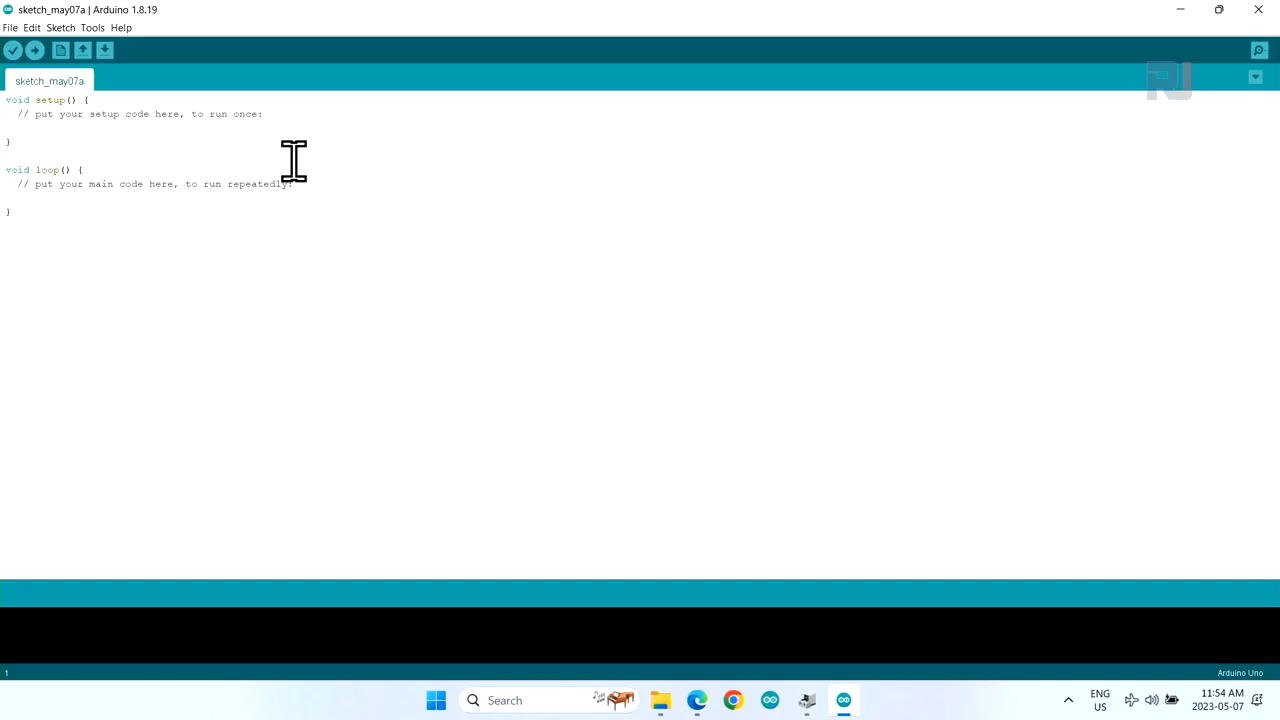 sketch_may07a | Arduino 1.8.19
File Edit Sketch Tools Help
RI
sketch_may07a
void setup() {
// put your setup code here, to run once:
}
void loop() {
// put your main code here, to run repeatedly:
}
1
Arduino Uno
Search
ENG
US
11:54 AM
2023-05-07